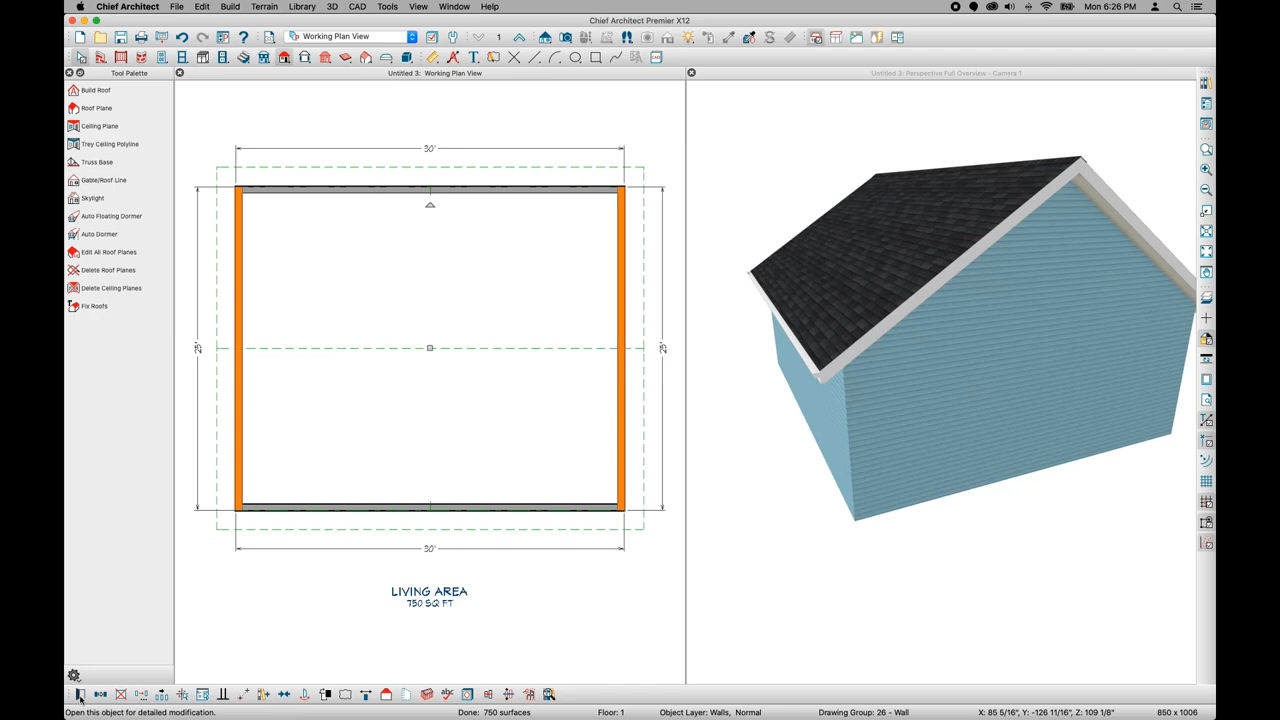 Chief Architect File Edit Build Terrain Library 3D CAD Tools View Window Help Mon 6:26 PM
Chief Architect Premier X12
Working Plan View 1
Tool Palette
Untitled 3: Working Plan View
Untitled 3: Perspective Full Overview - Camera 1
Build Roof
Roof Plane
Ceiling Plane
Trey Ceiling Polyline
Truss Base
Gable/Roof Line
Skylight
Auto Floating Dormer
Auto Dormer
Edit All Roof Planes
Delete Roof Planes
Delete Ceiling Planes
Fix Roofs
30'
25'
25'
30'
LIVING AREA
750 SQ FT
Open this object for detailed modification. Done: 750 surfaces Floor: 1 Object Layer: Walls, Normal Drawing Group: 26 - Wall X: 85 5/16", Y: -126 11/16", Z: 109 1/8" 850 x 1006